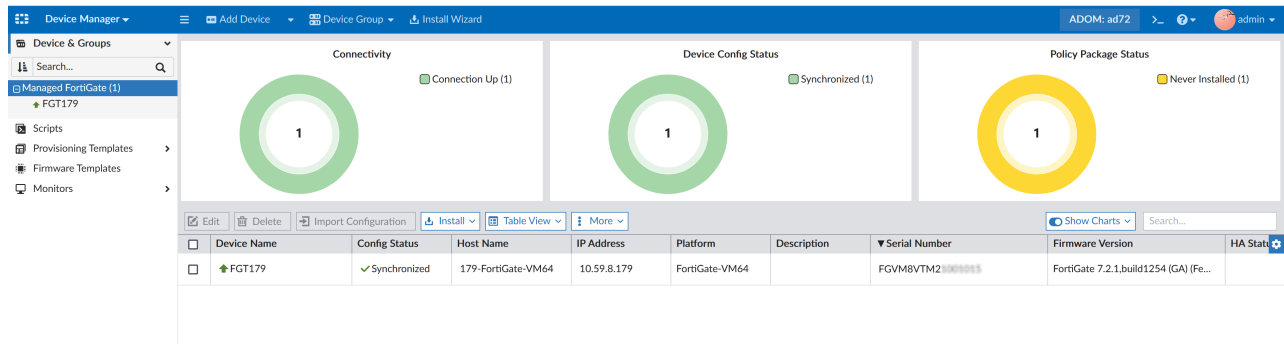 Device Manager
Add Device
Device Group
Install Wizard
ADOM: ad72
admin
Device & Groups
Search...
Managed FortiGate (1)
FGT179
Scripts
Provisioning Templates
Firmware Templates
Monitors
Connectivity
Connection Up (1)
1
Device Config Status
Synchronized (1)
1
Policy Package Status
Never Installed (1)
1
Edit
Delete
Import Configuration
Install
Table View
More
Show Charts
Search...
Device Name
Config Status
Host Name
IP Address
Platform
Description
Serial Number
Firmware Version
HA Statu
FGT179
Synchronized
179-FortiGate-VM64
10.59.8.179
FortiGate-VM64
FGVM8VTM2
FortiGate 7.2.1,build1254 (GA) (Fe...